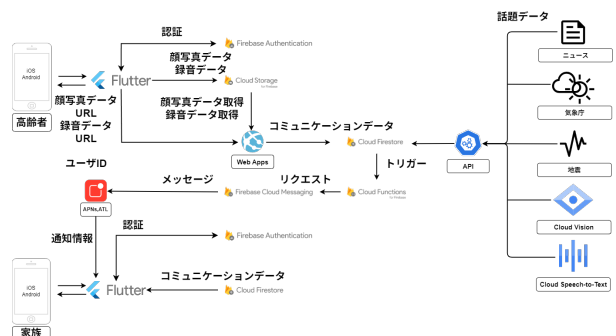 話題データ
認証
Firebase Authentication
ニュース
iOS
Android
Flutter
顔写真データ
録音データ
Cloud Storage
for Firebase
気象庁
高齢者
顔写真データ
URL
録音データ
URL
顔写真データ取得
録音データ取得
コミュニケーションデータ
Cloud Firestore
Web Apps
API
地震
ユーザID
トリガー
メッセージ
リクエスト
Firebase Cloud Messaging
Cloud Functions
for Firebase
APNs,ATL
Cloud Vision
通知情報
認証
Firebase Authentication
iOS
Android
Flutter
コミュニケーションデータ
Cloud Firestore
Cloud Speech-to-Text
家族